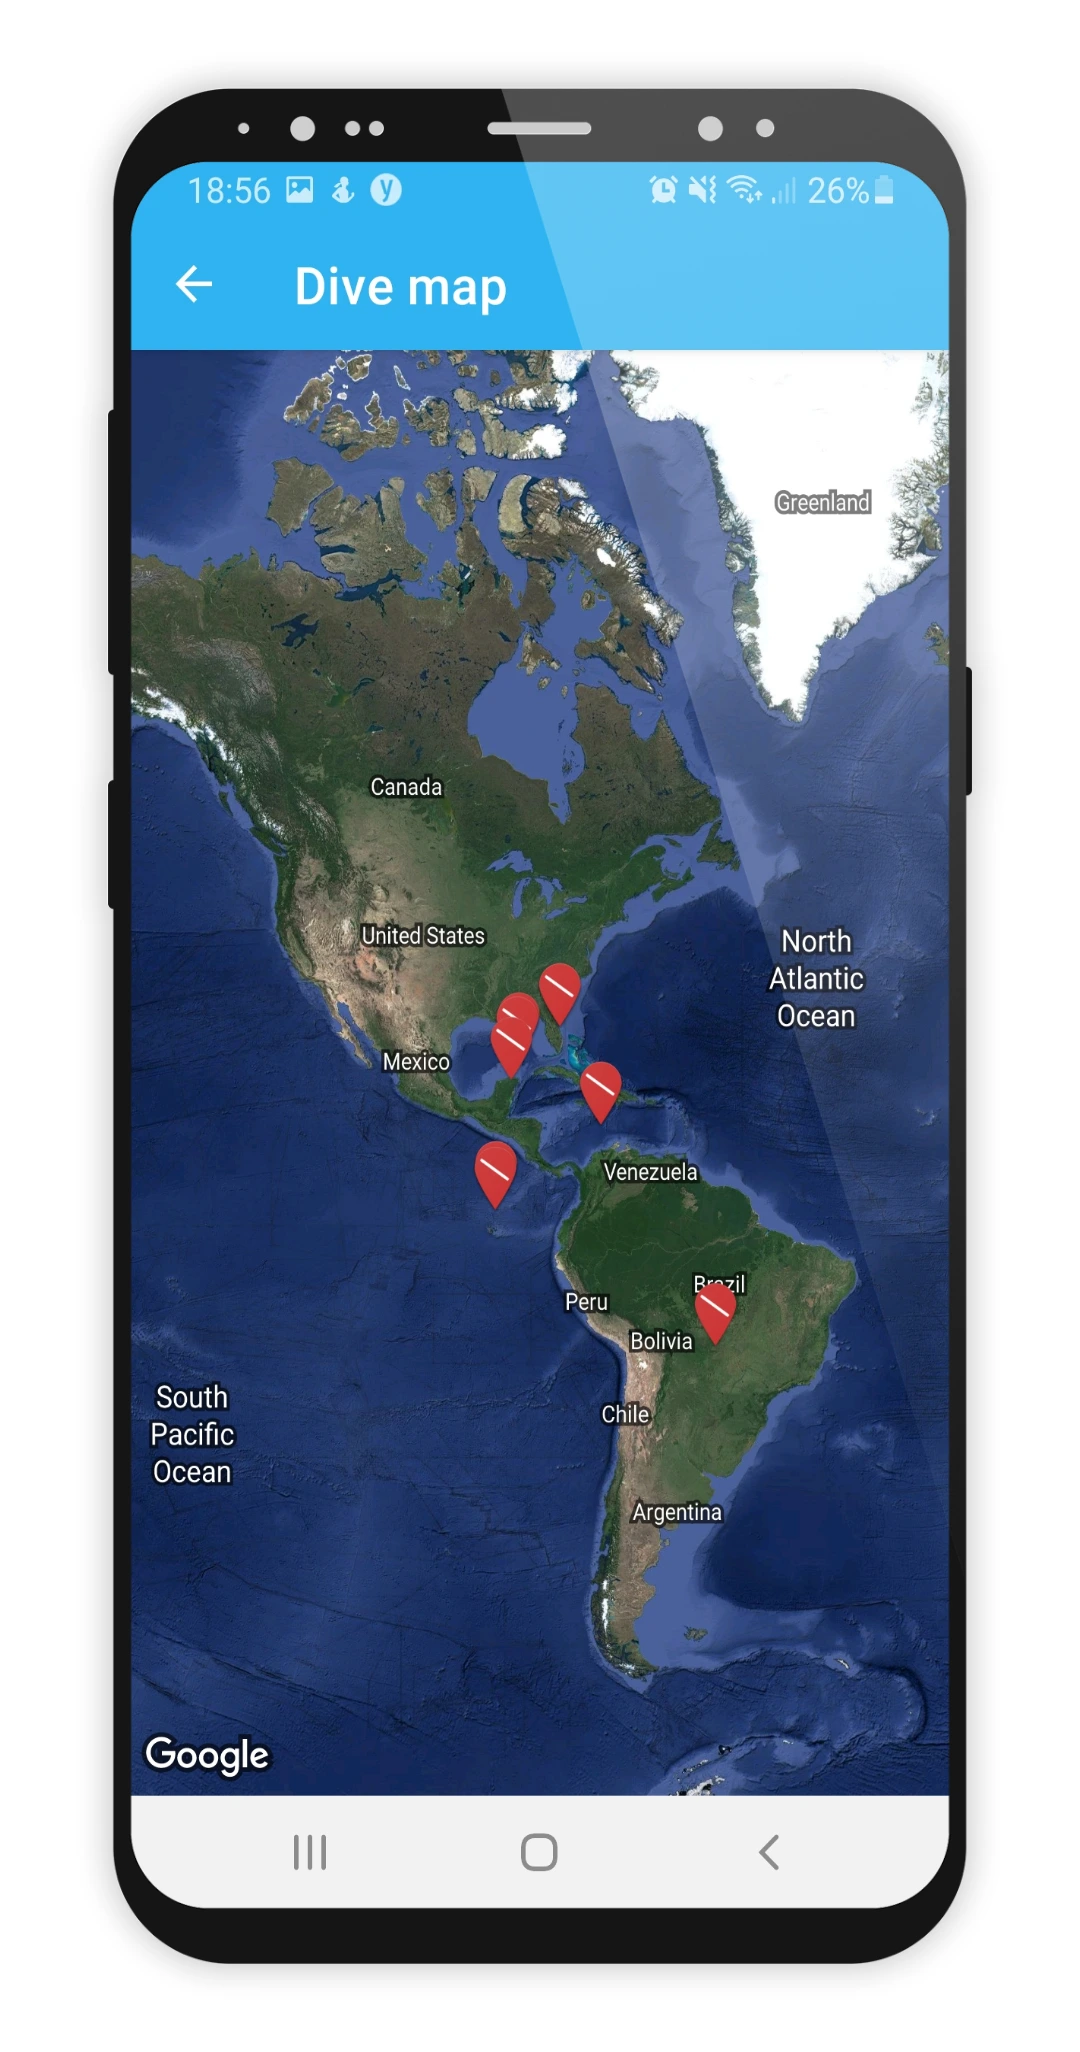 18:56 y 26%
Dive map
Greenland
Canada
United States
North
Atlantic
Ocean
Mexico
Venezuela
Brazil
Peru
Bolivia
South
Pacific
Ocean
Chile
Argentina
Google